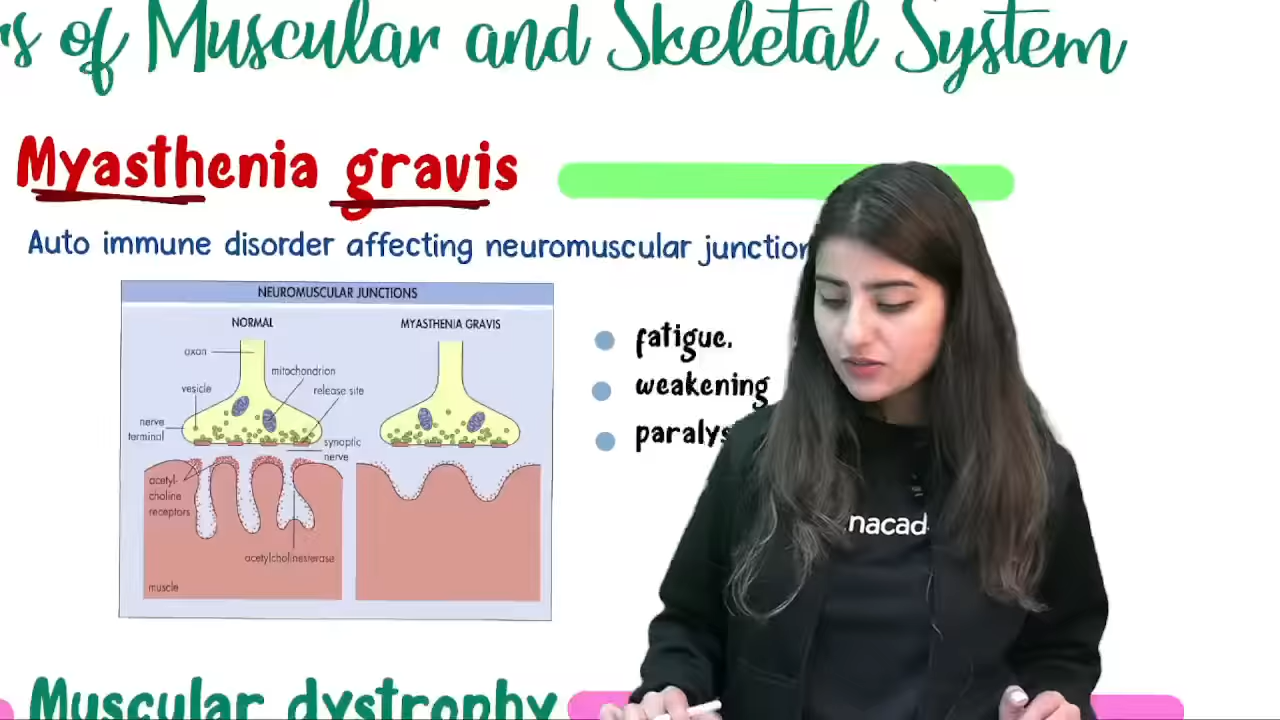 of Muscular and Skeletal System
Myasthenia gravis
Auto immune disorder affecting neuromuscular junction
NEUROMUSCULAR JUNCTIONS
NORMAL
MYASTHENIA GRAVIS
axon
mitochondrion
vesicle
release site
nerve
terminal
synaptic
nerve
acetyl-
choline
receptors
acetylcholinesterase
muscle
fatigue.
weakening
paralys
nacad
Muscular dystrophy